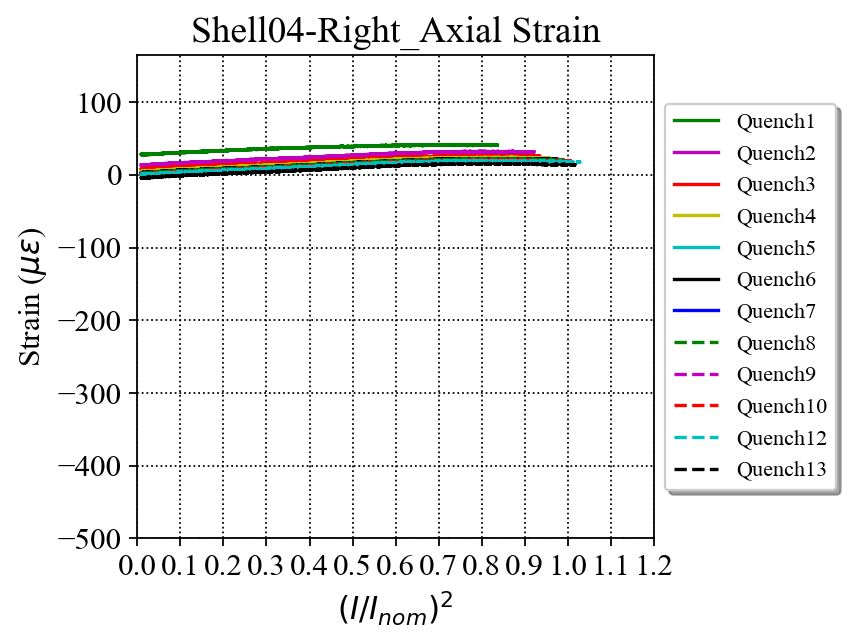 Shell04-Right_Axial Strain
100
0
−100
−200
−300
−400
−500
Strain (με)
0.0 0.1 0.2 0.3 0.4 0.5 0.6 0.7 0.8 0.9 1.0 1.1 1.2
(I/I_nom)²
Quench1
Quench2
Quench3
Quench4
Quench5
Quench6
Quench7
Quench8
Quench9
Quench10
Quench12
Quench13